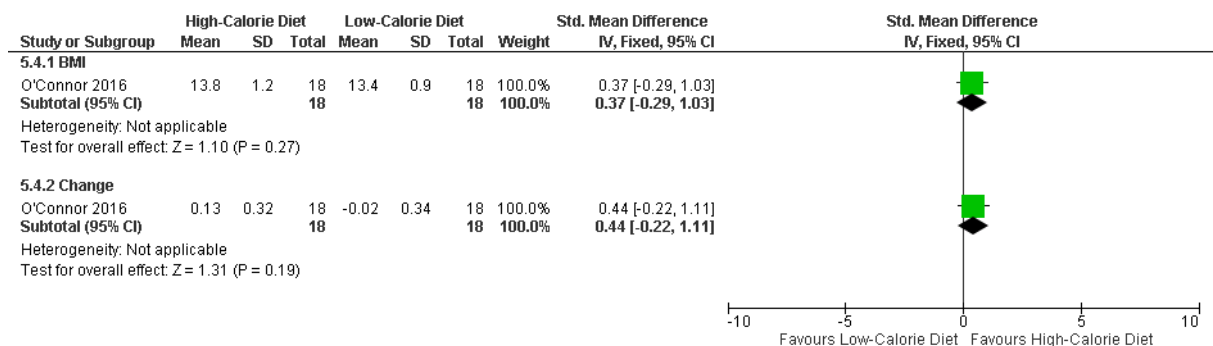 High-Calorie Diet Low-Calorie Diet Std. Mean Difference Std. Mean Difference
Study or Subgroup Mean SD Total Mean SD Total Weight IV, Fixed, 95% CI IV, Fixed, 95% CI
5.4.1 BMI
O'Connor 2016 13.8 1.2 18 13.4 0.9 18 100.0% 0.37 [-0.29, 1.03]
Subtotal (95% CI) 18 18 100.0% 0.37 [-0.29, 1.03]
Heterogeneity: Not applicable
Test for overall effect: Z = 1.10 (P = 0.27)
5.4.2 Change
O'Connor 2016 0.13 0.32 18 -0.02 0.34 18 100.0% 0.44 [-0.22, 1.11]
Subtotal (95% CI) 18 18 100.0% 0.44 [-0.22, 1.11]
Heterogeneity: Not applicable
Test for overall effect: Z = 1.31 (P = 0.19)
-10 -5 0 5 10
Favours Low-Calorie Diet Favours High-Calorie Diet